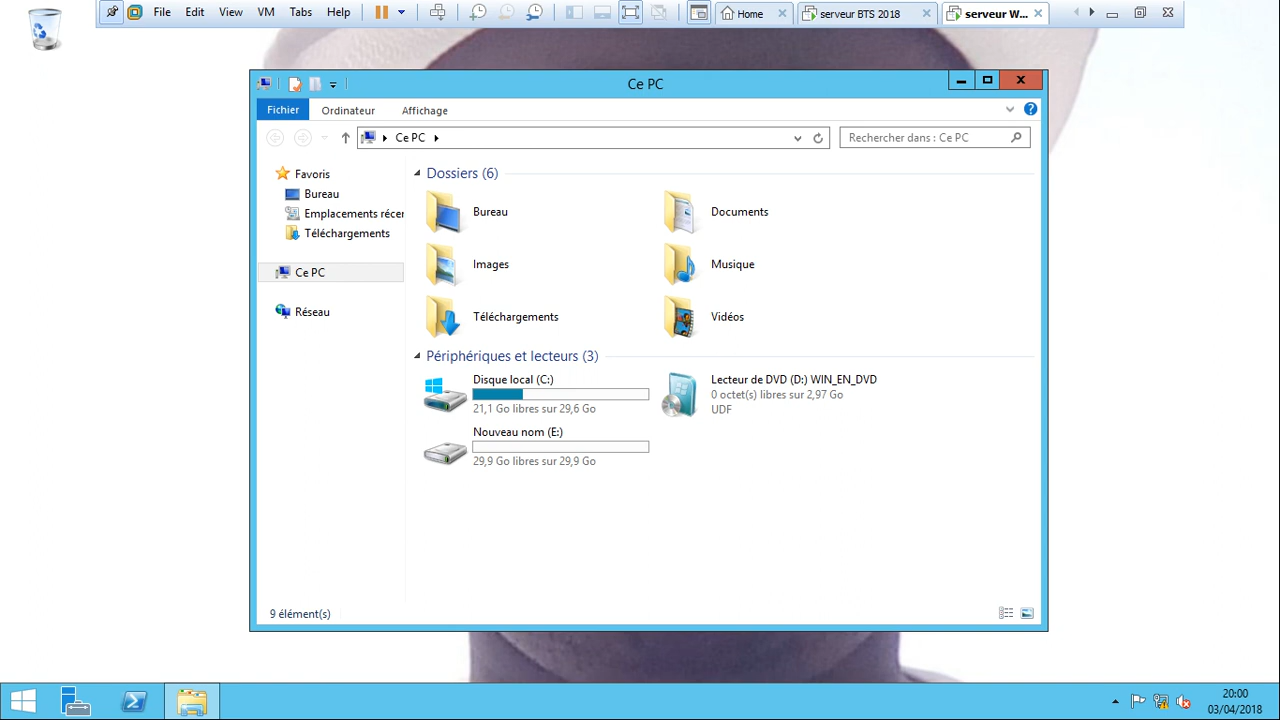 File Edit View VM Tabs Help
Home
serveur BTS 2018
serveur W...
Ce PC
Fichier Ordinateur Affichage
Ce PC
Rechercher dans : Ce PC
Favoris
Bureau
Emplacements récer
Téléchargements
Ce PC
Réseau
Dossiers (6)
Bureau
Documents
Images
Musique
Téléchargements
Vidéos
Périphériques et lecteurs (3)
Disque local (C:)
21,1 Go libres sur 29,6 Go
Lecteur de DVD (D:) WIN_EN_DVD
0 octet(s) libres sur 2,97 Go
UDF
Nouveau nom (E:)
29,9 Go libres sur 29,9 Go
9 élément(s)
20:00
03/04/2018